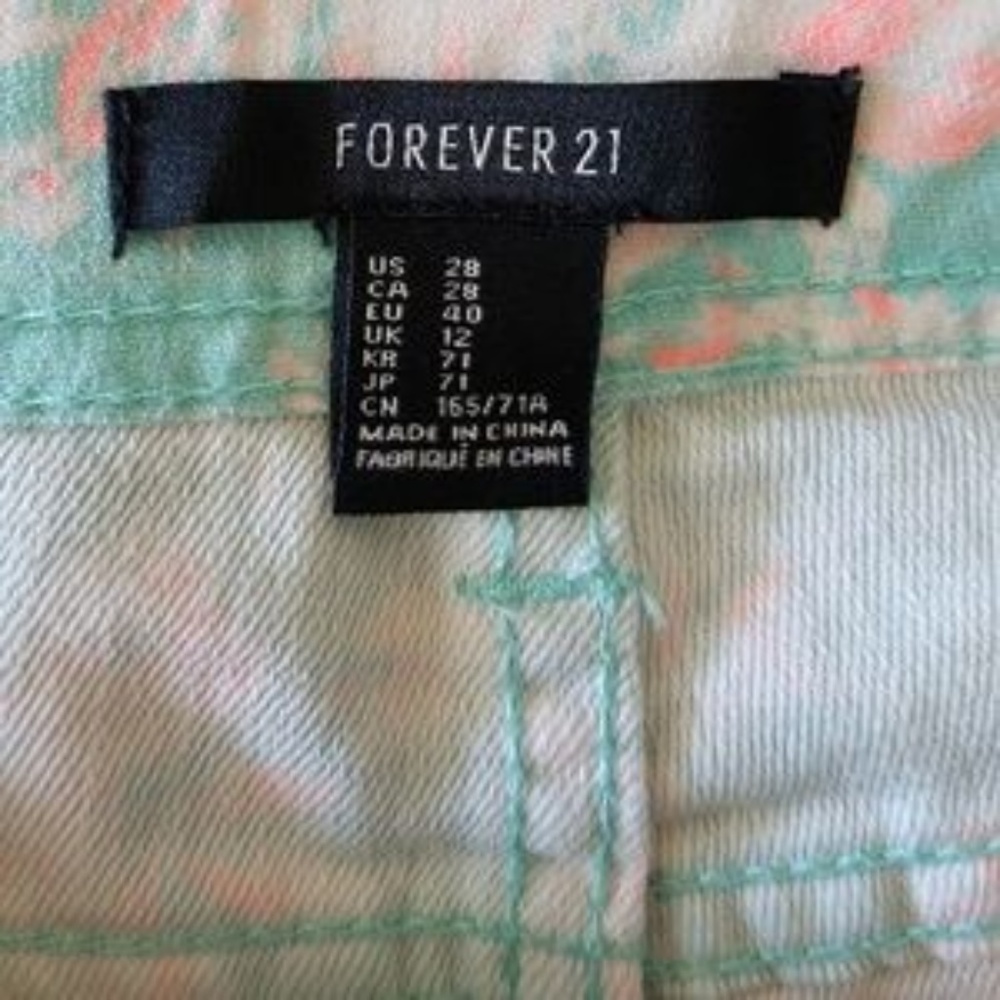 FOREVER 21
US 28
CA 28
EU 40
UK 12
KR 71
JP 71
CN 165/71A
MADE IN CHINA
FABRIQUÉ EN CHINE